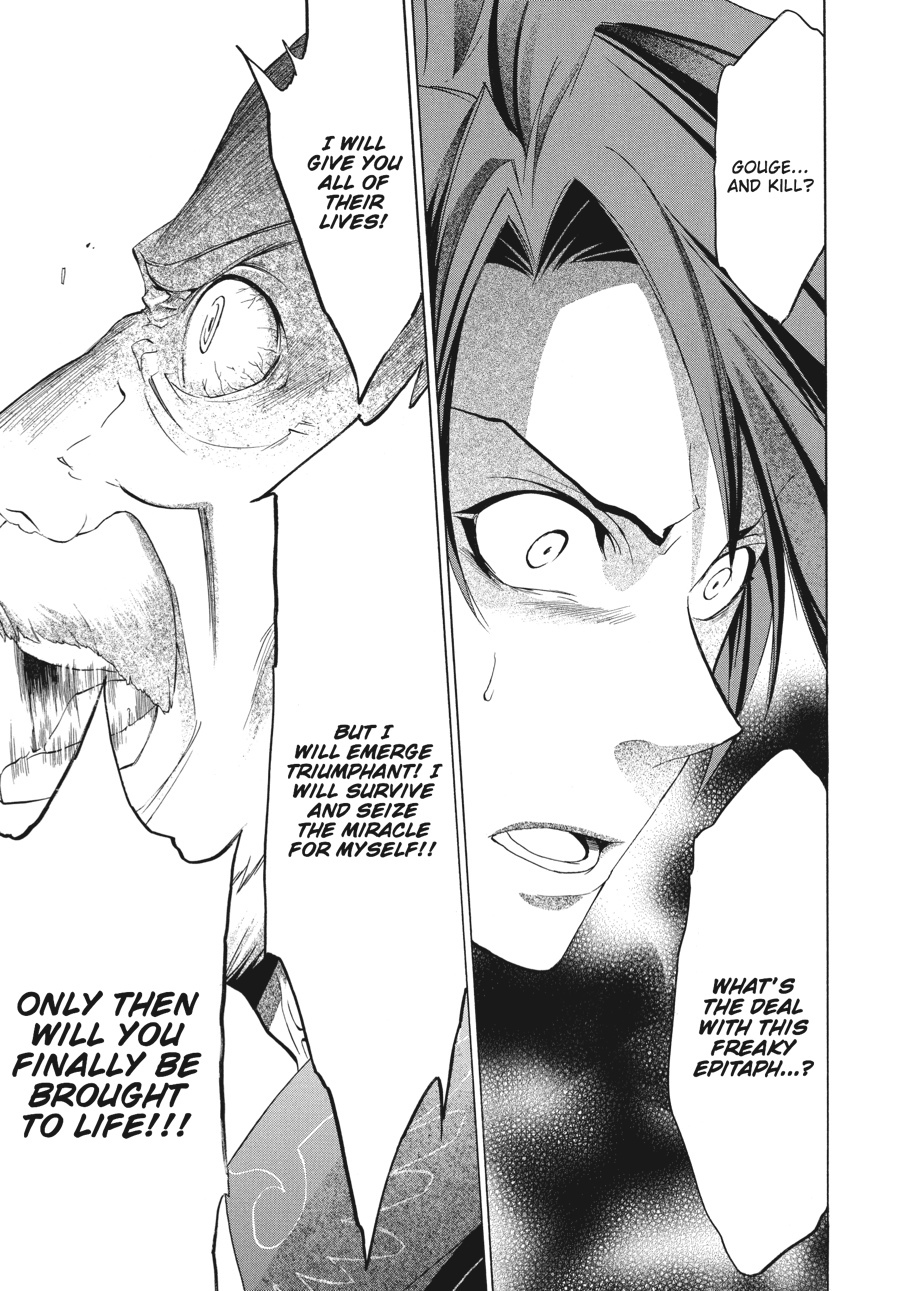 GOUGE...
AND KILL?
WHAT'S
THE DEAL
WITH THIS
FREAKY
EPITAPH...?
I WILL
GIVE YOU
ALL OF
THEIR
LIVES!
BUT I
WILL EMERGE
TRIUMPHANT! I
WILL SURVIVE
AND SEIZE
THE MIRACLE
FOR MYSELF!!
ONLY THEN
WILL YOU
FINALLY BE
BROUGHT
TO LIFE!!!